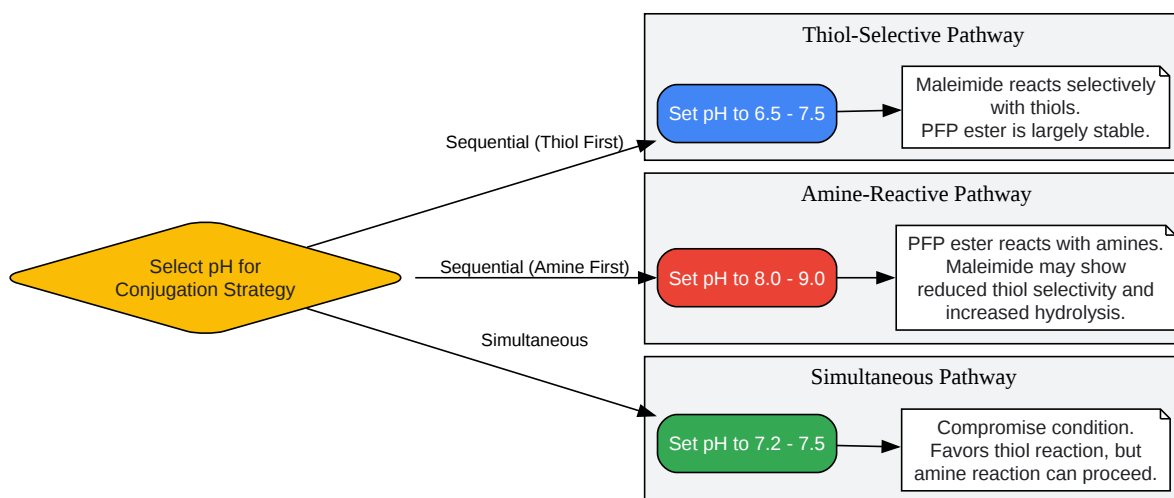 Select pH for
Conjugation Strategy
Sequential (Thiol First)
Sequential (Amine First)
Simultaneous
Thiol-Selective Pathway
Set pH to 6.5 - 7.5
Maleimide reacts selectively
with thiols.
PFP ester is largely stable.
Amine-Reactive Pathway
Set pH to 8.0 - 9.0
PFP ester reacts with amines.
Maleimide may show
reduced thiol selectivity and
increased hydrolysis.
Simultaneous Pathway
Set pH to 7.2 - 7.5
Compromise condition.
Favors thiol reaction, but
amine reaction can proceed.